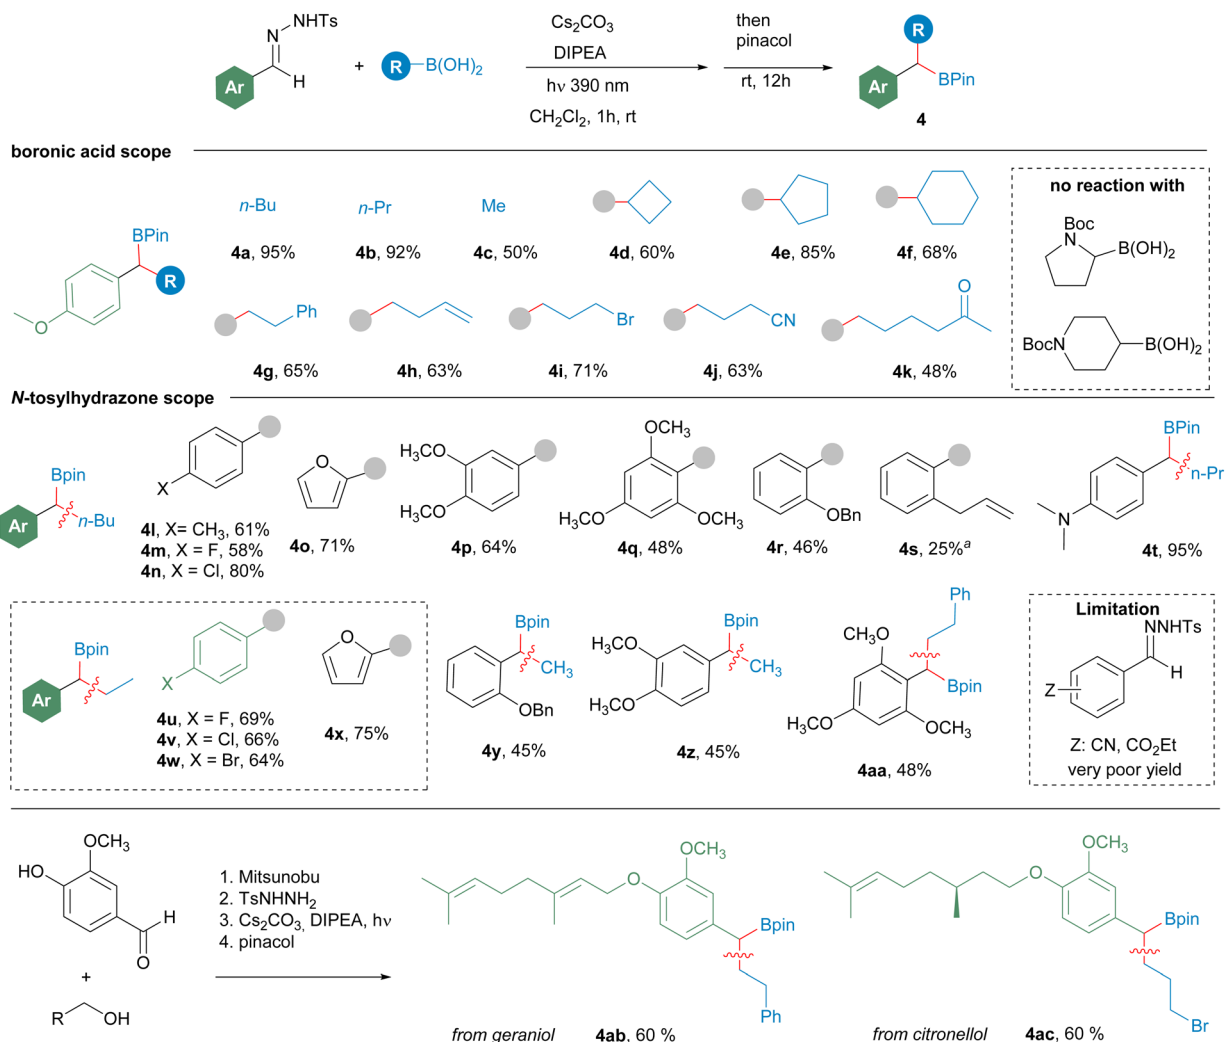 NHTs
N
H
Ar
+
R
B(OH)2
Cs2CO3
DIPEA
hν 390 nm
CH2Cl2, 1h, rt
then
pinacol
rt, 12h
R
Ar
BPin
4
boronic acid scope
BPin
R
O
n-Bu
4a, 95%
n-Pr
4b, 92%
Me
4c, 50%
4d, 60%
4e, 85%
4f, 68%
Ph
4g, 65%
4h, 63%
Br
4i, 71%
CN
4j, 63%
O
4k, 48%
no reaction with
Boc
N
B(OH)2
BocN
B(OH)2
N-tosylhydrazone scope
Bpin
Ar
n-Bu
X
4l, X= CH3, 61%
4m, X = F, 58%
4n, X = Cl, 80%
O
4o, 71%
OCH3
OCH3
4p, 64%
OCH3
OCH3
OCH3
4q, 48%
OBn
4r, 46%
4s, 25%a
BPin
n-Pr
N
4t, 95%
Bpin
Ar
X
4u, X = F, 69%
4v, X = Cl, 66%
4w, X = Br, 64%
O
4x, 75%
Bpin
CH3
OBn
4y, 45%
Bpin
OCH3
CH3
OCH3
4z, 45%
Ph
OCH3
Bpin
OCH3
OCH3
4aa, 48%
Limitation
NNHTs
H
Z
Z: CN, CO2Et
very poor yield
OCH3
HO
H
O
+
R
OH
1. Mitsunobu
2. TsNHNH2
3. Cs2CO3, DIPEA, hν
4. pinacol
OCH3
O
Bpin
Ph
from geraniol
4ab, 60 %
OCH3
O
Bpin
Br
from citronellol
4ac, 60 %